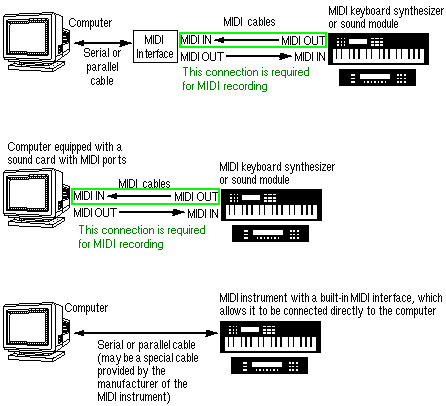 MIDI keyboard synthesizer
or sound module
Computer
MIDI cables
Serial or
parallel
cable
MIDI
Interface
MIDI IN
MIDI OUT
MIDI OUT
MIDI IN
This connection is required
for MIDI recording
Computer equipped with a
sound card with MIDI ports
MIDI cables
MIDI keyboard synthesizer
or sound module
MIDI IN
MIDI OUT
MIDI OUT
MIDI IN
This connection is required
for MIDI recording
Computer
MIDI instrument with a built-in MIDI interface, which
allows it to be connected directly to the computer
Serial or parallel cable
(may be a special cable
provided by the
manufacturer of the
MIDI instrument)